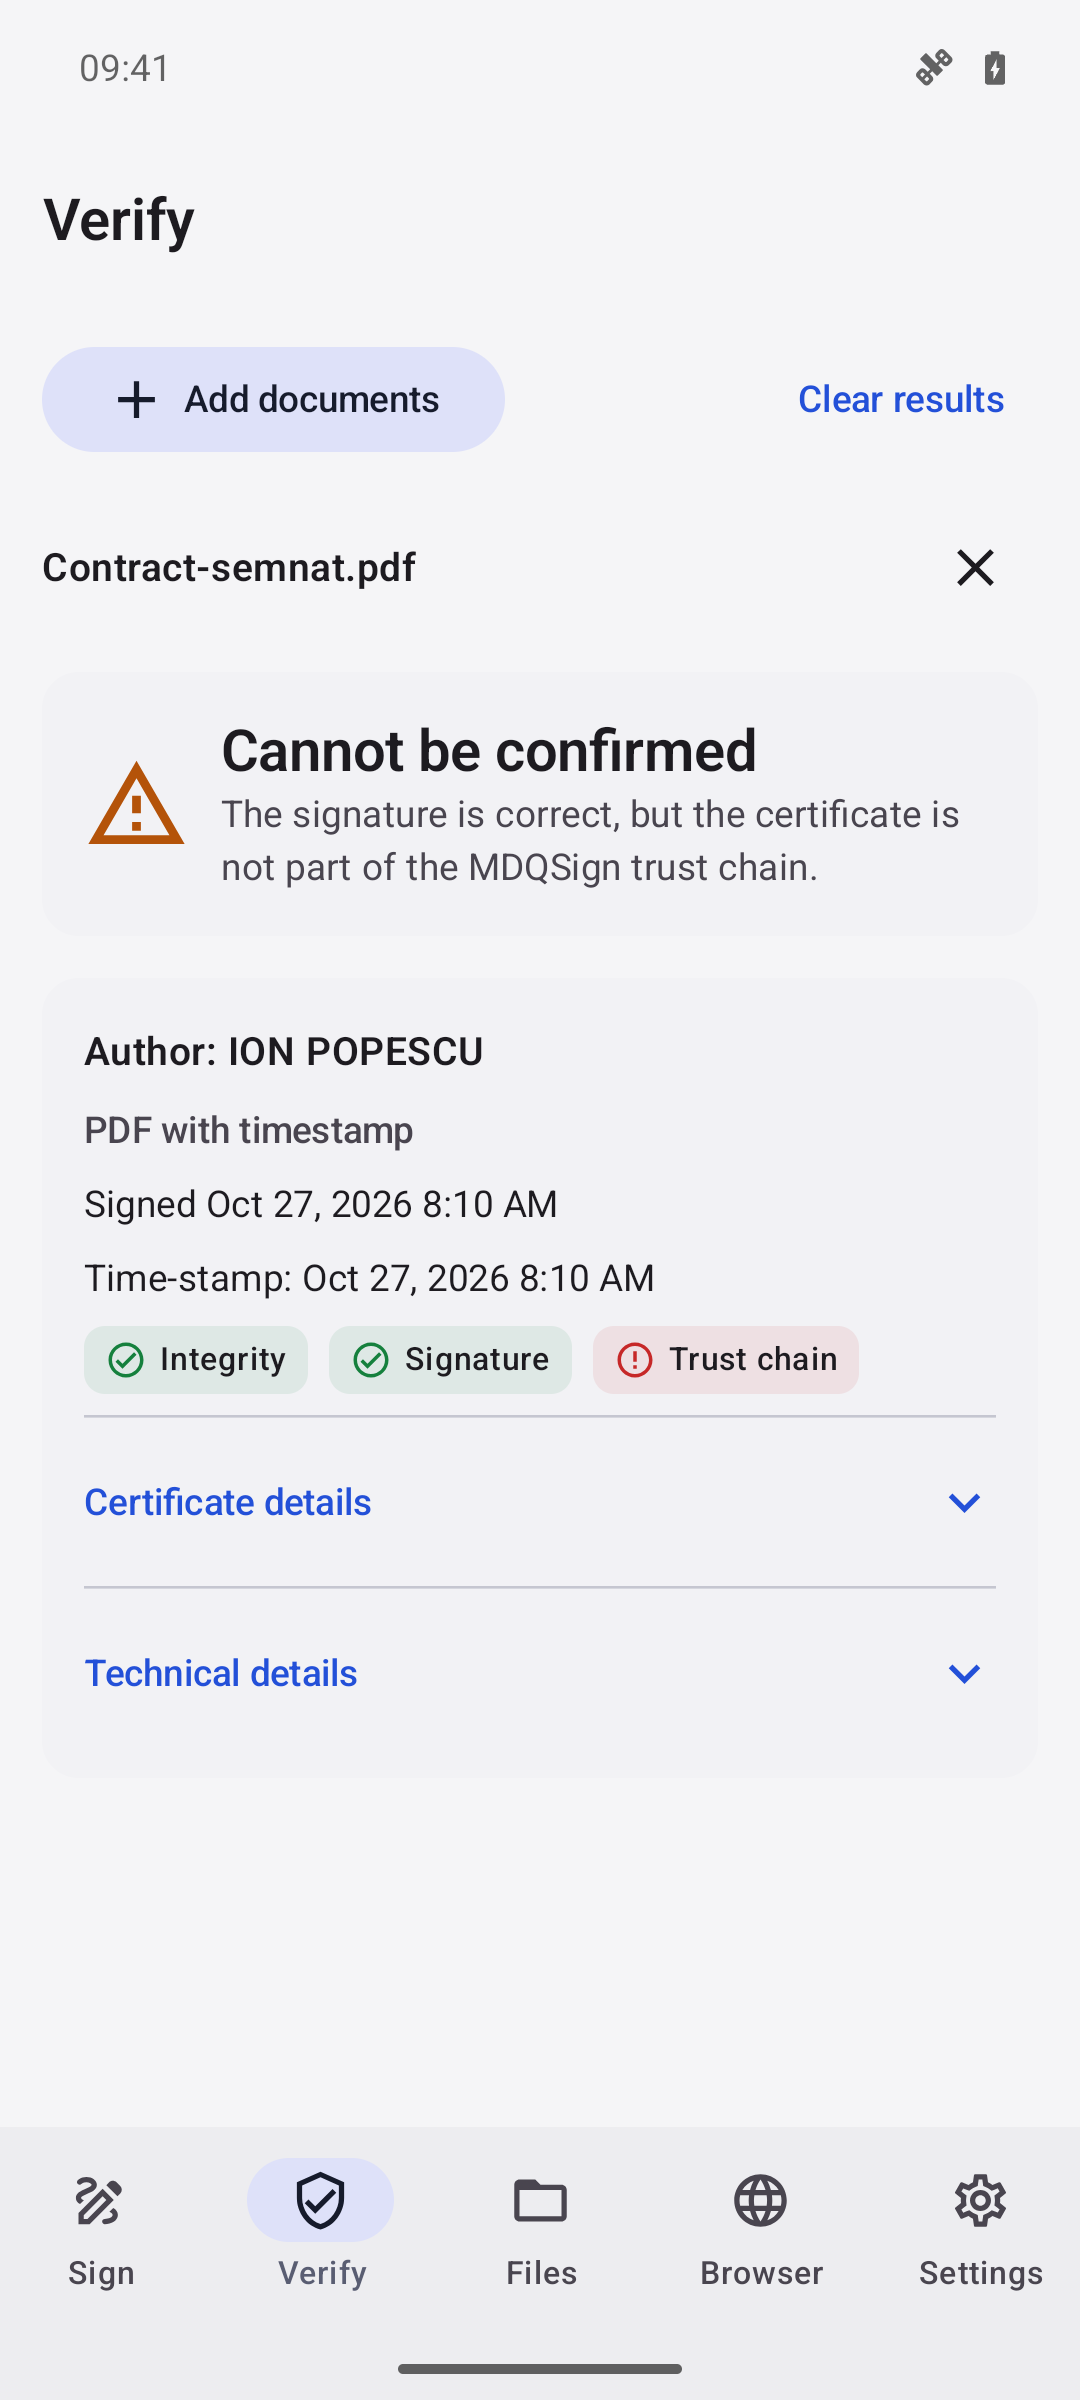 09:41
Verify
Add documents
Clear results
Contract-semnat.pdf
Cannot be confirmed
The signature is correct, but the certificate is
not part of the MDQSign trust chain.
Author: ION POPESCU
PDF with timestamp
Signed Oct 27, 2026 8:10 AM
Time-stamp: Oct 27, 2026 8:10 AM
Integrity
Signature
Trust chain
Certificate details
Technical details
Sign
Verify
Files
Browser
Settings